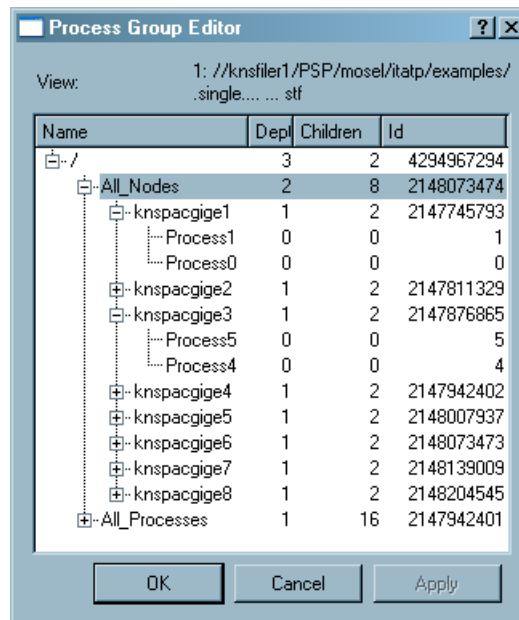 Process Group Editor
View: 1: //knsfiler1/PSP/mosel/itatp/examples/
.single.... ... stf
Name Dept Children Id
/ 3 2 4294967294
All_Nodes 2 8 2148073474
knspacgige1 1 2 2147745793
Process1 0 0 1
Process0 0 0 0
knspacgige2 1 2 2147811329
knspacgige3 1 2 2147876865
Process5 0 0 5
Process4 0 0 4
knspacgige4 1 2 2147942402
knspacgige5 1 2 2148007937
knspacgige6 1 2 2148073473
knspacgige7 1 2 2148139009
knspacgige8 1 2 2148204545
All_Processes 1 16 2147942401
OK Cancel Apply